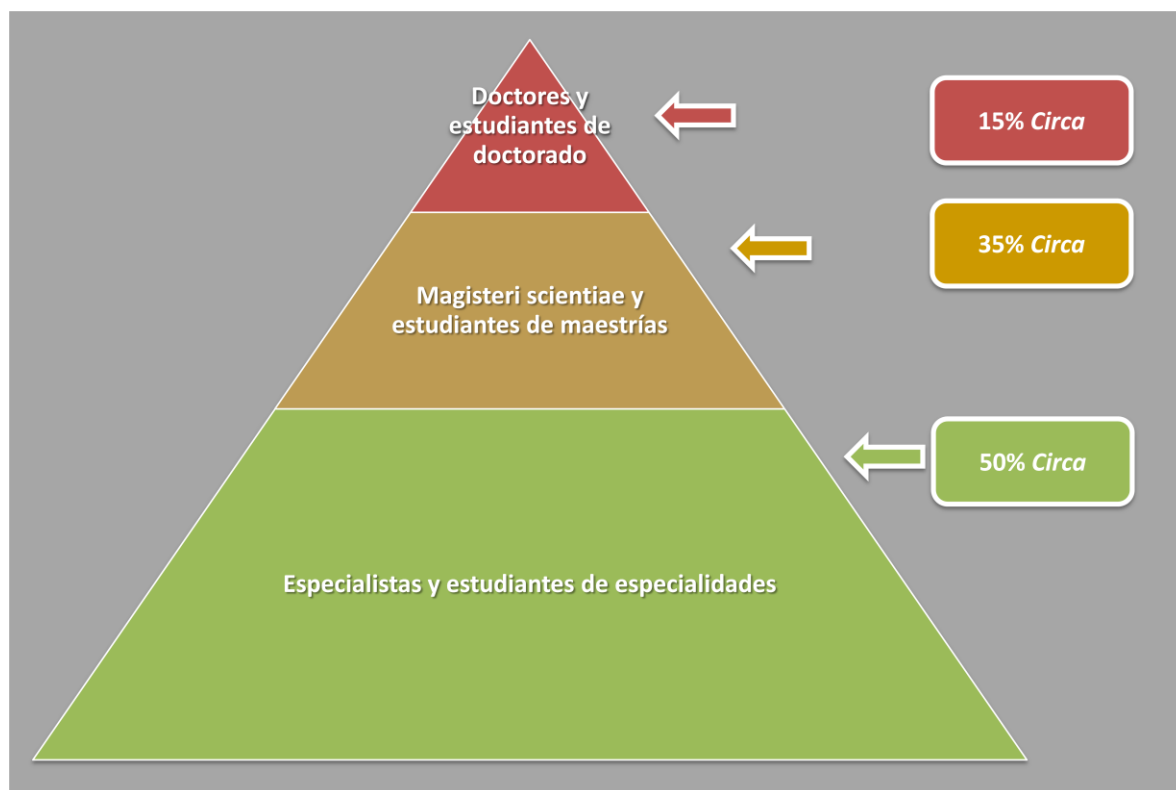 Doctores y
estudiantes de
doctorado
15% Circa
35% Circa
Magisteri scientiae y
estudiantes de maestrías
50% Circa
Especialistas y estudiantes de especialidades